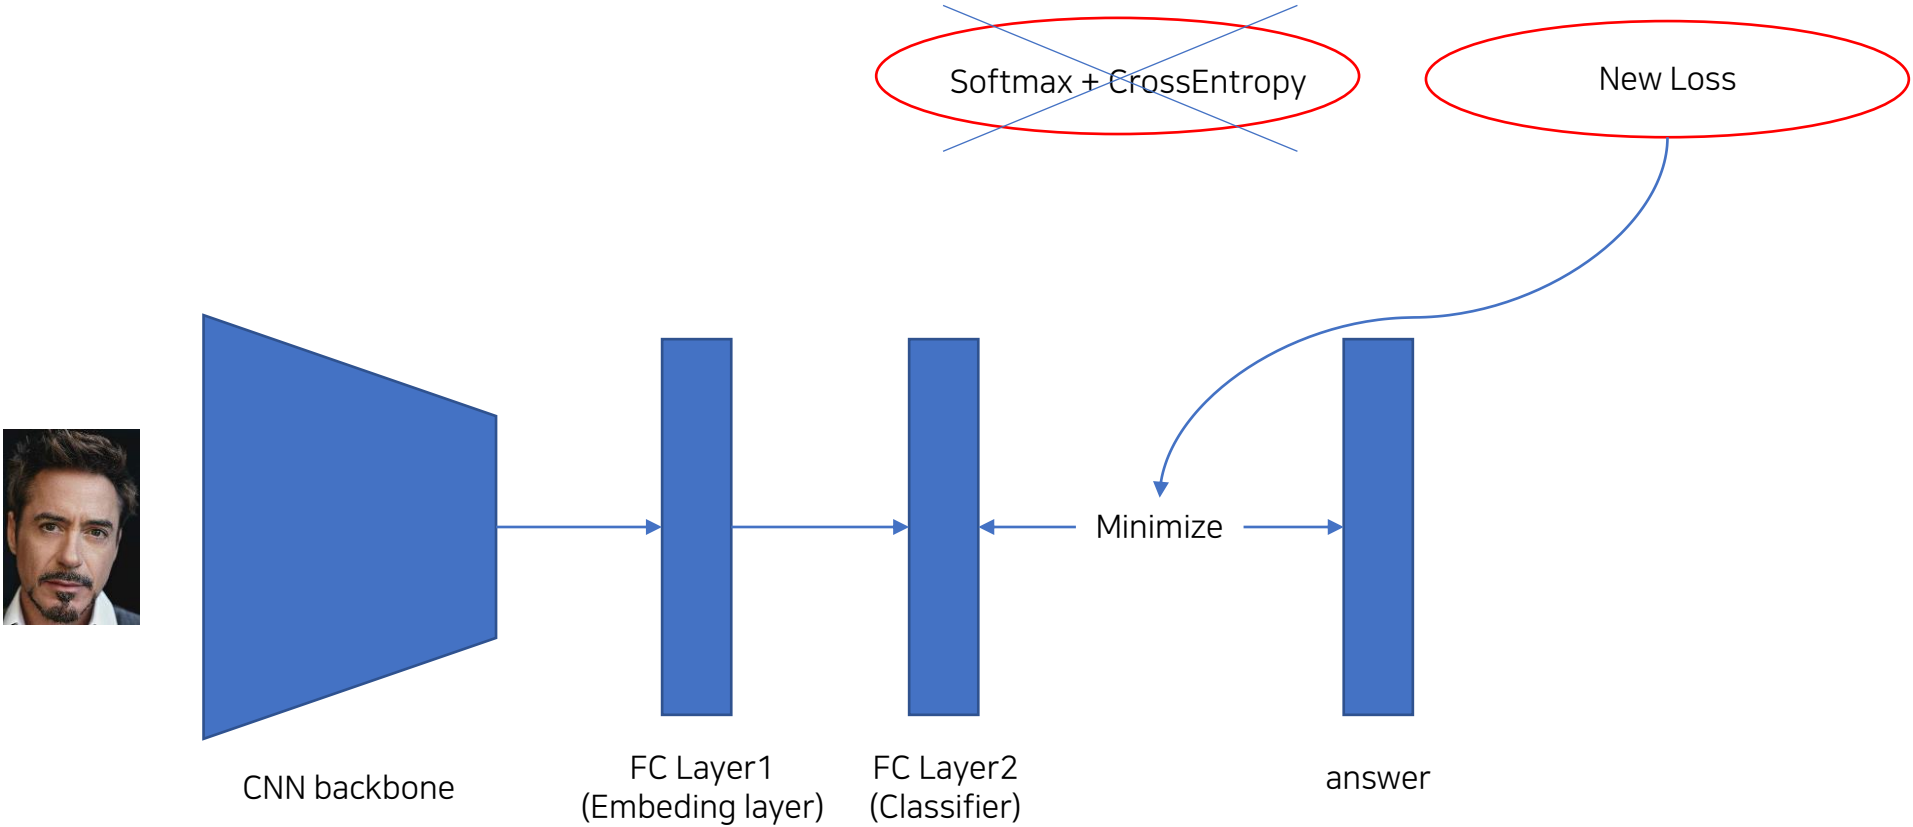 Softmax + CrossEntropy
New Loss
Minimize
CNN backbone
FC Layer1
(Embeding layer)
FC Layer2
(Classifier)
answer